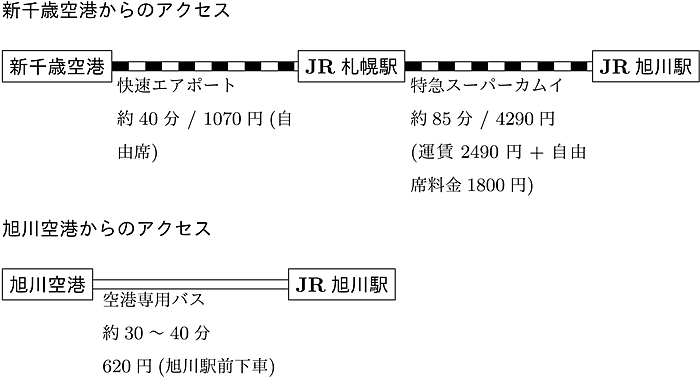 新千歳空港からのアクセス
新千歳空港
JR 札幌駅
JR 旭川駅
快速エアポート
約 40 分 / 1070 円 (自
由席)
特急スーパーカムイ
約 85 分 / 4290 円
(運賃 2490 円 + 自由
席料金 1800 円)
旭川空港からのアクセス
旭川空港
JR 旭川駅
空港専用バス
約 30 ～ 40 分
620 円 (旭川駅前下車)